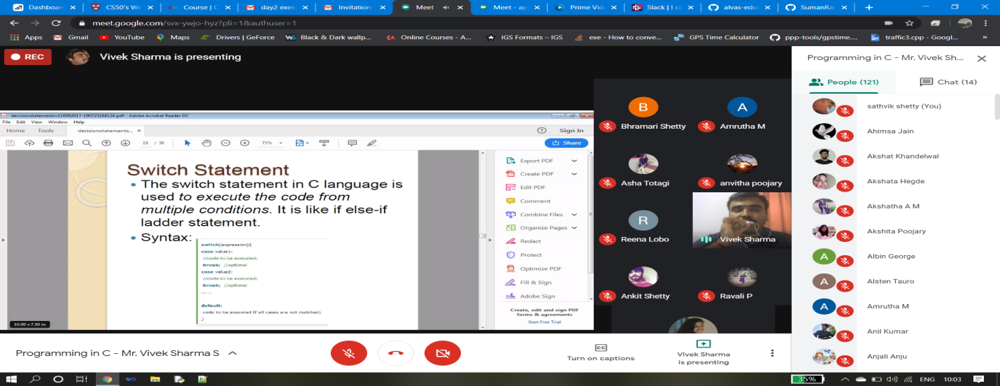 Dashboar
CS50's We
Course | C
day2 exer
Invitation:
Meet -
Meet - ap
Prime Vid
Slack | ! c
alvas-edu
SumanRa
meet.google.com/svx-ywjo-hyz?pli=1&authuser=1
Apps
Gmail
YouTube
Maps
Drivers | GeForce
Black & Dark wallp...
Online Courses - A...
IGS Formats – IGS
exe - How to conve...
GPS Time Calculator
ppp-tools/gpstime....
traffic3.cpp - Googl...
»
REC
Vivek Sharma is presenting
decisionstatementsv110092017-190725164124.pdf - Adobe Acrobat Reader DC
File Edit View Window Help
Home
Tools
decisionstatements...
Sign In
19 / 38
73%
Share
Switch Statement
• The switch statement in C language is
used to execute the code from
multiple conditions. It is like if else-if
ladder statement.
• Syntax:
switch(expression){
case value1:
//code to be executed;
break; //optional
case value2:
//code to be executed;
break; //optional
......
default:
code to be executed if all cases are not matched;
}
10.00 x 7.50 in
Export PDF
Create PDF
Edit PDF
Comment
Combine Files
Organize Pages
Redact
Protect
Optimize PDF
Fill & Sign
Adobe Sign
Create, edit and sign PDF
forms & agreements
Start Free Trial
B
Bhramari Shetty
A
Amrutha M
Asha Totagi
anvitha poojary
R
Reena Lobo
Vivek Sharma
Ankit Shetty
Ravali P
Programming in C - Mr. Vivek Sh...
People (121)
Chat (14)
sathvik shetty (You)
Ahimsa Jain
Akshat Khandelwal
Akshata Hegde
Akshatha A M
Akshita Poojary
A
Albin George
A
Alsten Tauro
A
Amrutha M
Anil Kumar
Anjali Anju
Programming in C - Mr. Vivek Sharma S
CC
Turn on captions
Vivek Sharma
is presenting
35%
ENG
10:03